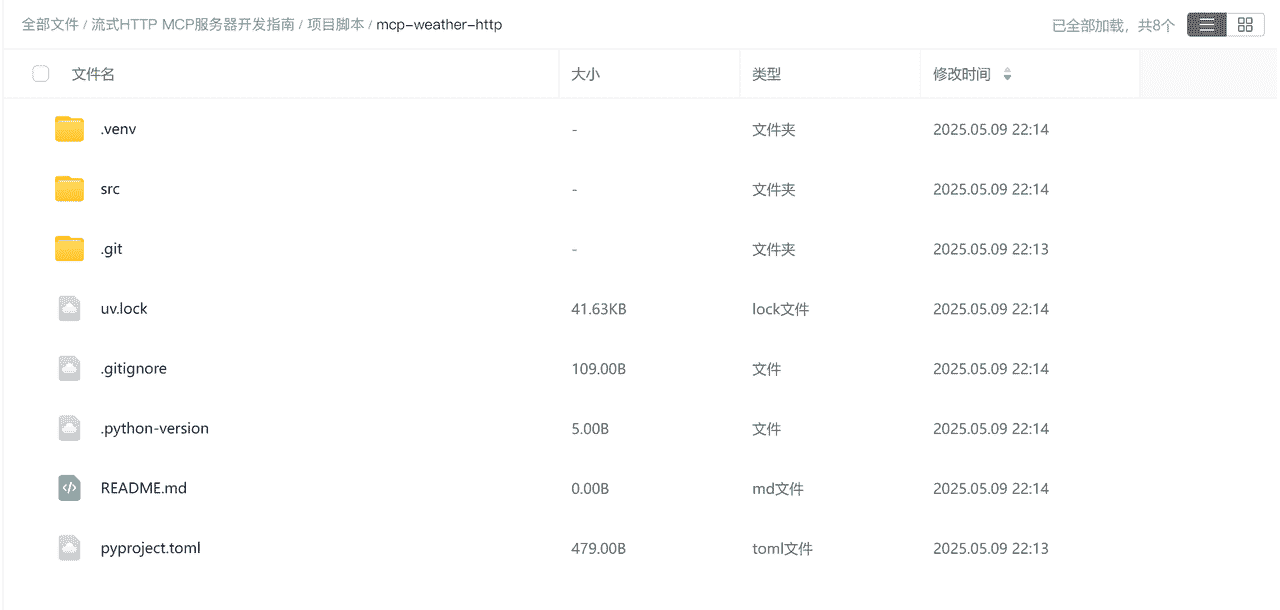 全部文件 / 流式HTTP MCP服务器开发指南 / 项目脚本 / mcp-weather-http 已全部加载，共8个
文件名 大小 类型 修改时间
.venv - 文件夹 2025.05.09 22:14
src - 文件夹 2025.05.09 22:14
.git - 文件夹 2025.05.09 22:13
uv.lock 41.63KB lock文件 2025.05.09 22:14
.gitignore 109.00B 文件 2025.05.09 22:14
.python-version 5.00B 文件 2025.05.09 22:14
README.md 0.00B md文件 2025.05.09 22:14
pyproject.toml 479.00B toml文件 2025.05.09 22:13